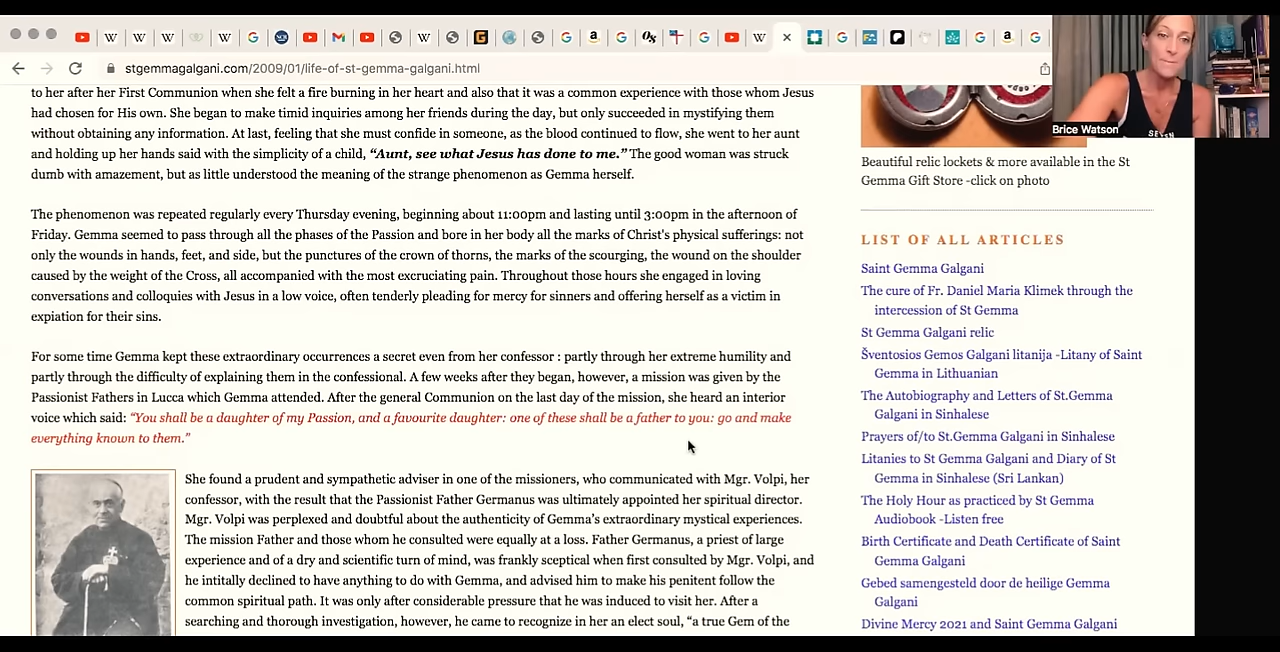 stgemmagalgani.com/2009/01/life-of-st-gemma-galgani.html
Brice Watson
to her after her First Communion when she felt a fire burning in her heart and also that it was a common experience with those whom Jesus
had chosen for His own. She began to make timid inquiries among her friends during the day, but only succeeded in mystifying them
without obtaining any information. At last, feeling that she must confide in someone, as the blood continued to flow, she went to her aunt
and holding up her hands said with the simplicity of a child, “Aunt, see what Jesus has done to me.” The good woman was struck
dumb with amazement, but as little understood the meaning of the strange phenomenon as Gemma herself.
The phenomenon was repeated regularly every Thursday evening, beginning about 11:00pm and lasting until 3:00pm in the afternoon of
Friday. Gemma seemed to pass through all the phases of the Passion and bore in her body all the marks of Christ's physical sufferings: not
only the wounds in hands, feet, and side, but the punctures of the crown of thorns, the marks of the scourging, the wound on the shoulder
caused by the weight of the Cross, all accompanied with the most excruciating pain. Throughout those hours she engaged in loving
conversations and colloquies with Jesus in a low voice, often tenderly pleading for mercy for sinners and offering herself as a victim in
expiation for their sins.
For some time Gemma kept these extraordinary occurrences a secret even from her confessor : partly through her extreme humility and
partly through the difficulty of explaining them in the confessional. A few weeks after they began, however, a mission was given by the
Passionist Fathers in Lucca which Gemma attended. After the general Communion on the last day of the mission, she heard an interior
voice which said: “You shall be a daughter of my Passion, and a favourite daughter: one of these shall be a father to you: go and make
everything known to them.”
She found a prudent and sympathetic adviser in one of the missioners, who communicated with Mgr. Volpi, her
confessor, with the result that the Passionist Father Germanus was ultimately appointed her spiritual director.
Mgr. Volpi was perplexed and doubtful about the authenticity of Gemma’s extraordinary mystical experiences.
The mission Father and those whom he consulted were equally at a loss. Father Germanus, a priest of large
experience and of a dry and scientific turn of mind, was frankly sceptical when first consulted by Mgr. Volpi, and
he intitally declined to have anything to do with Gemma, and advised him to make his penitent follow the
common spiritual path. It was only after considerable pressure that he was induced to visit her. After a
searching and thorough investigation, however, he came to recognize in her an elect soul, “a true Gem of the
Beautiful relic lockets & more available in the St
Gemma Gift Store -click on photo
LIST OF ALL ARTICLES
Saint Gemma Galgani
The cure of Fr. Daniel Maria Klimek through the
intercession of St Gemma
St Gemma Galgani relic
Šventosios Gemos Galgani litanija -Litany of Saint
Gemma in Lithuanian
The Autobiography and Letters of St.Gemma
Galgani in Sinhalese
Prayers of/to St.Gemma Galgani in Sinhalese
Litanies to St Gemma Galgani and Diary of St
Gemma in Sinhalese (Sri Lankan)
The Holy Hour as practiced by St Gemma
Audiobook -Listen free
Birth Certificate and Death Certificate of Saint
Gemma Galgani
Gebed samengesteld door de heilige Gemma
Galgani
Divine Mercy 2021 and Saint Gemma Galgani